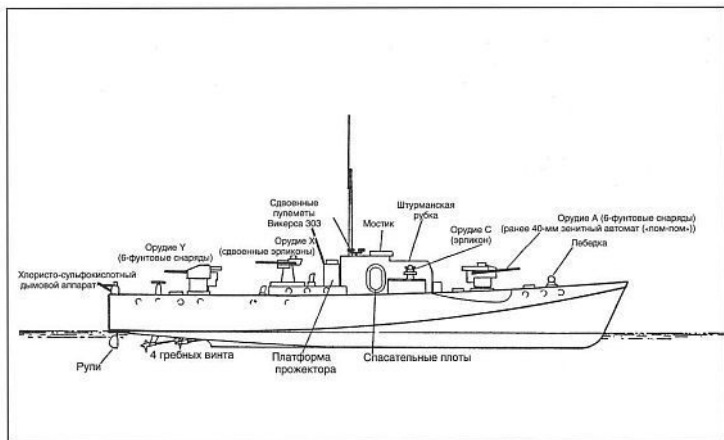 Сдвоенные
пулеметы
Викерса 303
Мостик
Штурманская
рубка
Орудие А (6-фунтовые снаряды)
(ранее 40-мм зенитный автомат («пом-пом»))
Орудие С
(эрликон)
Лебедка
Орудие Х
(сдвоенные эрликоны)
Орудие Y
(6-фунтовые снаряды)
Хлористо-сульфокислотный
дымовой аппарат
Рули
4 гребных винта
Платформа
прожектора
Спасательные плоты